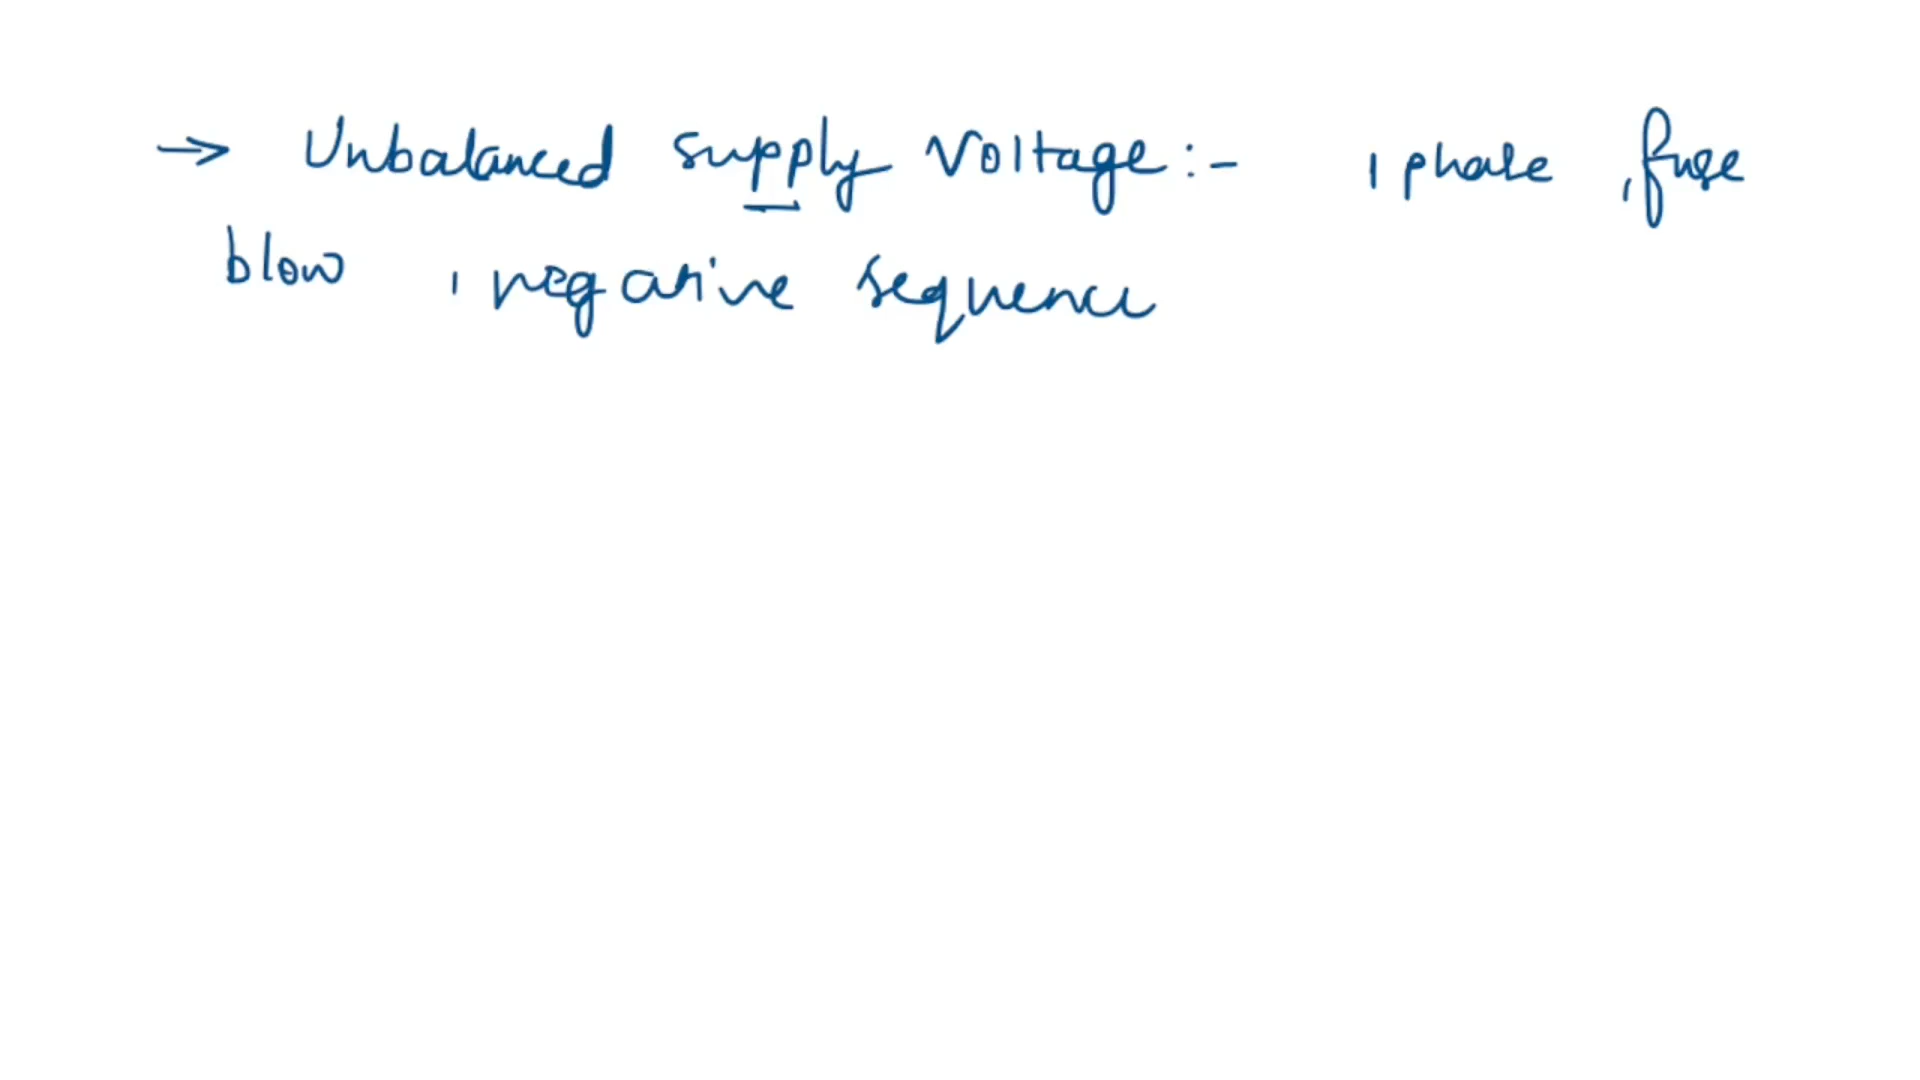 → Unbalanced supply voltage:- 1 phase , fuse
blow , negative sequence